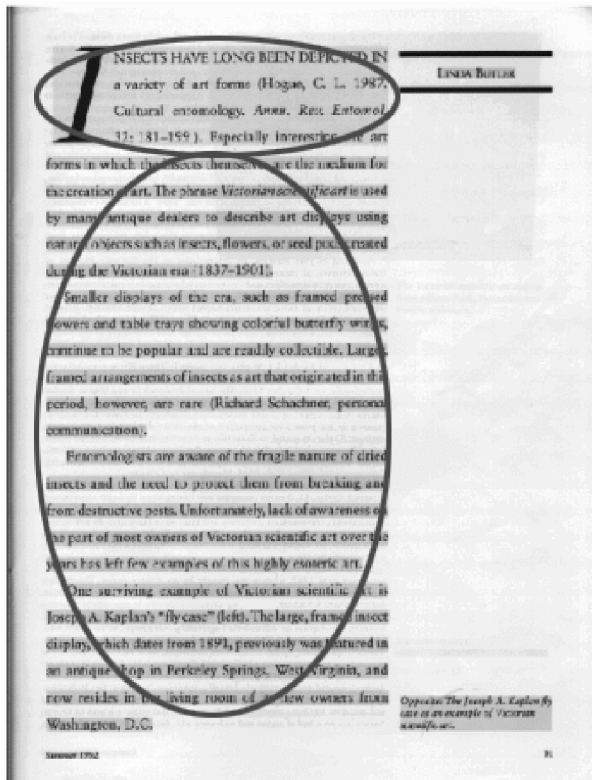 INSECTS HAVE LONG BEEN DEPICTED IN
a variety of art forms (Hogue, C. L. 1987.
Cultural entomology. Annu. Rev. Entomol.
32: 181–199). Especially interesting are art
forms in which the insects themselves are the medium for
the creation of art. The phrase Victorian scientific art is used
by many antique dealers to describe art displays using
natural objects such as insects, flowers, or seed pods created
during the Victorian era (1837–1901).
Smaller displays of the era, such as framed pressed
flowers and table trays showing colorful butterfly wings,
continue to be popular and are readily collectible. Larger,
framed arrangements of insects as art that originated in this
period, however, are rare (Richard Schachner, personal
communication).
Entomologists are aware of the fragile nature of dried
insects and the need to protect them from breaking and
from destructive pests. Unfortunately, lack of awareness on
the part of most owners of Victorian scientific art over the
years has left few examples of this highly esoteric art.
One surviving example of Victorian scientific art is
Joseph A. Kaplan's "fly case" (left). The large, framed insect
display, which dates from 1891, previously was featured in
an antique shop in Berkeley Springs, West Virginia, and
now resides in the living room of new owners from
Washington, D.C.
LINDA BUTLER
Opposite: The Joseph A. Kaplan fly
case as an example of Victorian
scientific art.
Summer 1992